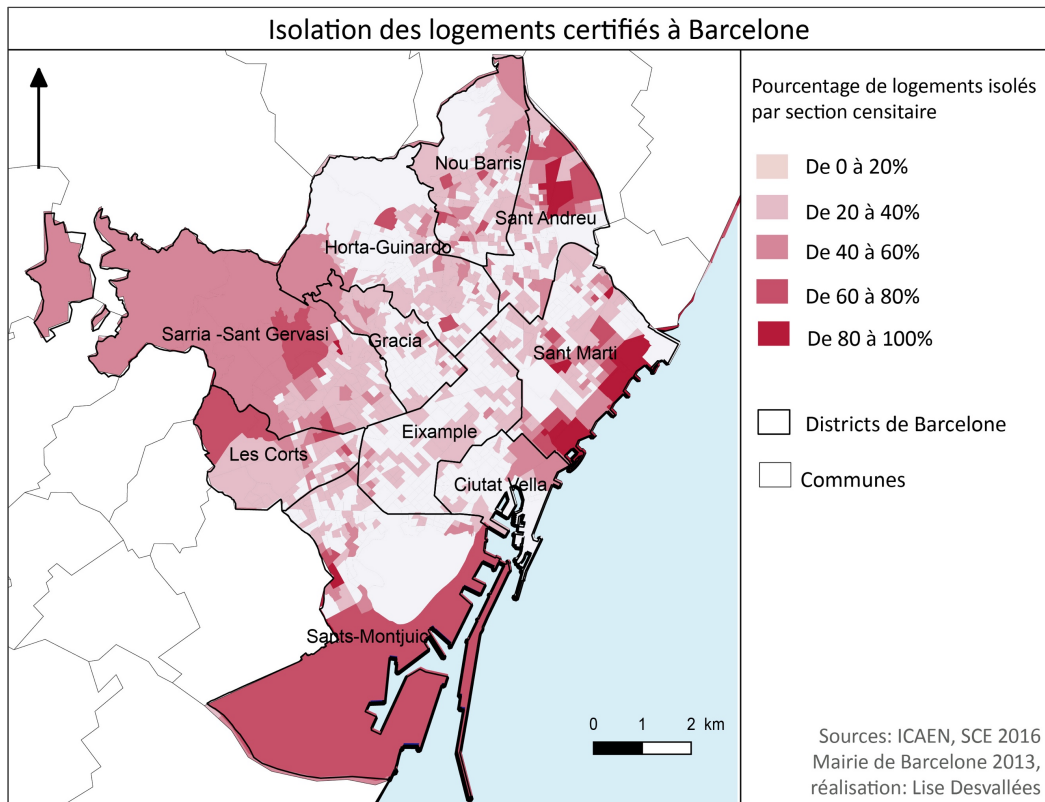 Isolation des logements certifiés à Barcelone
Pourcentage de logements isolés
par section censitaire
De 0 à 20%
De 20 à 40%
De 40 à 60%
De 60 à 80%
De 80 à 100%
Districts de Barcelone
Communes
Nou Barris
Sant Andreu
Horta-Guinardo
Sarria -Sant Gervasi
Gracia
Sant Marti
Eixample
Les Corts
Ciutat Vella
Sants-Montjuic
0 1 2 km
Sources: ICAEN, SCE 2016
Mairie de Barcelone 2013,
réalisation: Lise Desvallées